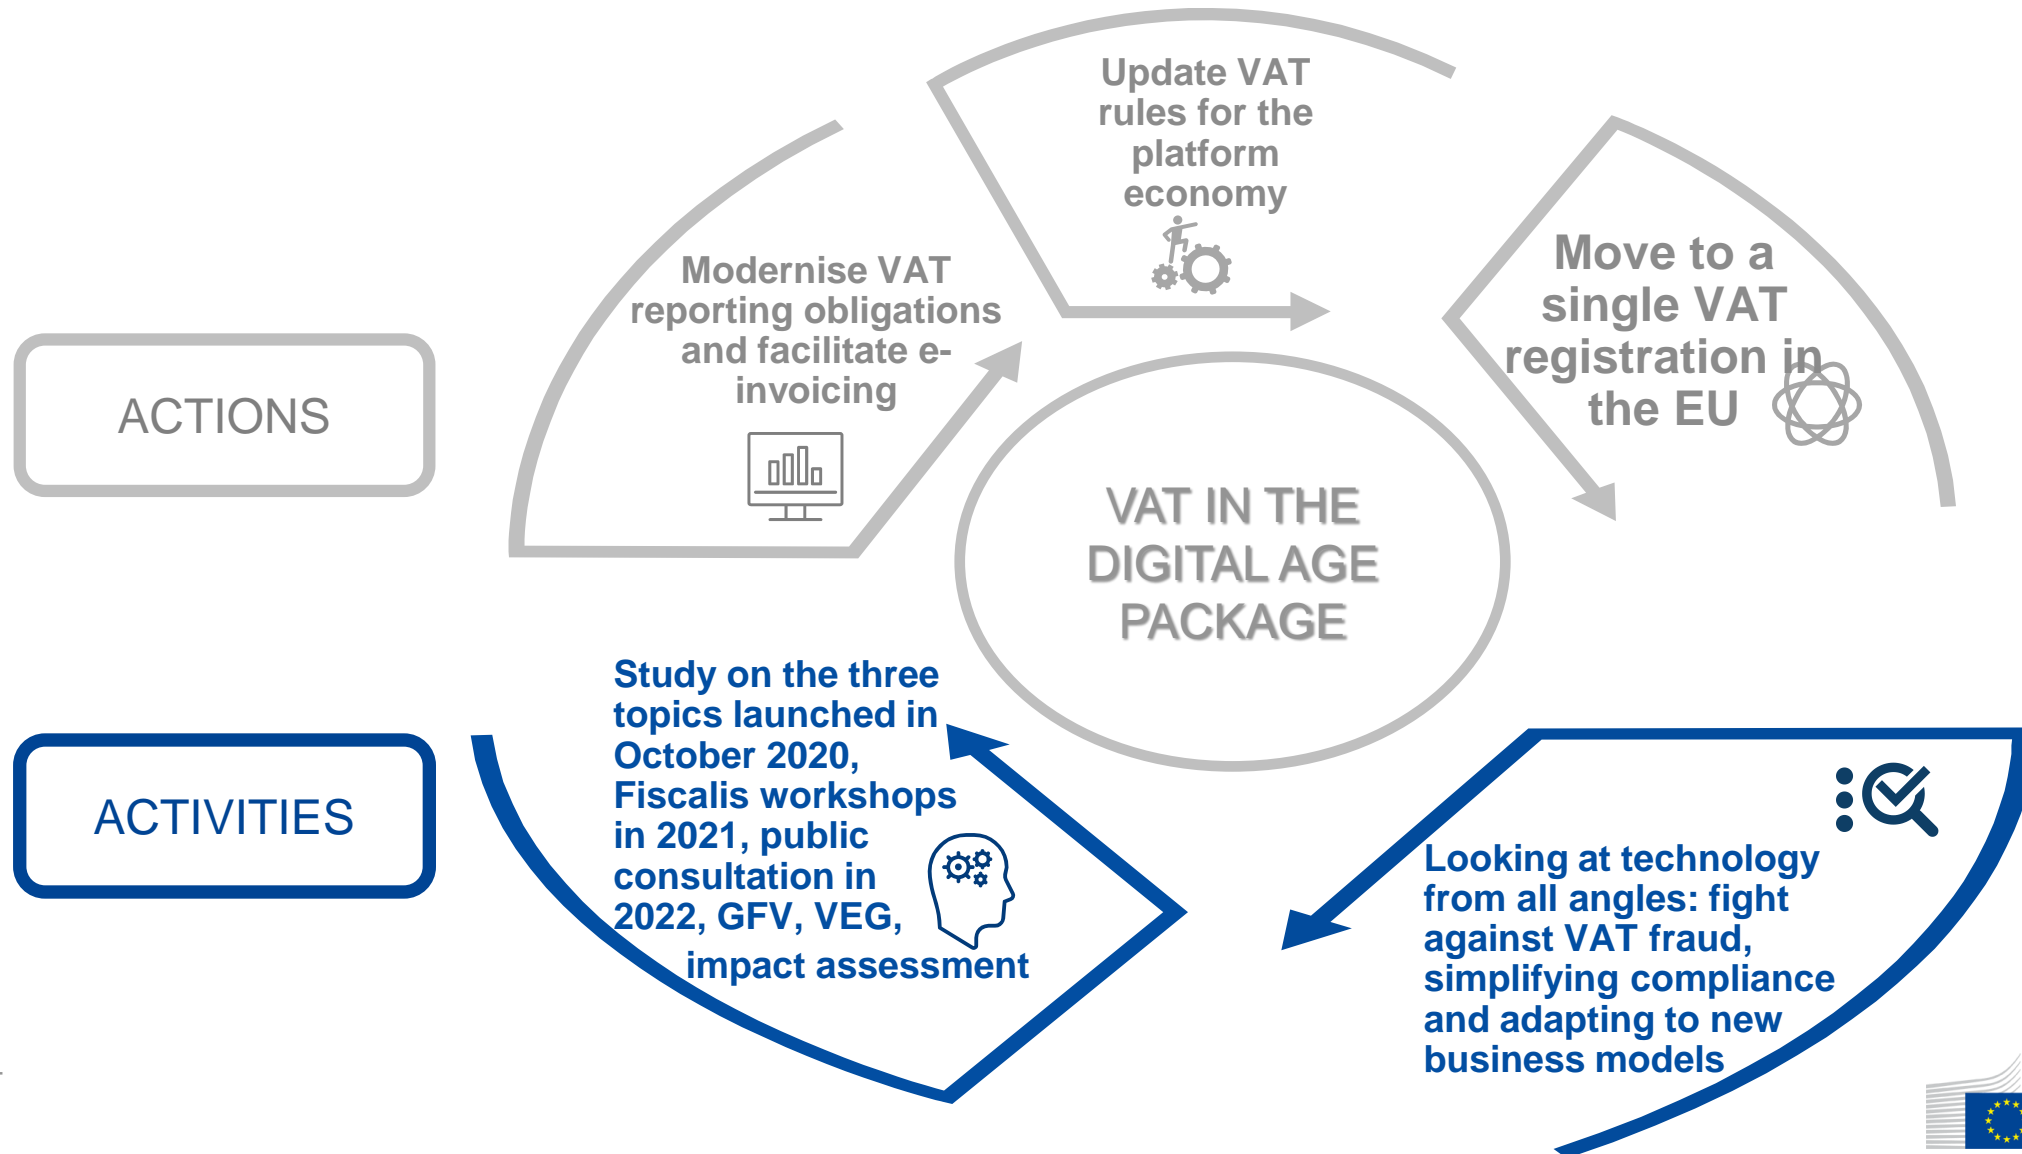 Update VAT
rules for the
platform
economy
Modernise VAT
reporting obligations
and facilitate e-
invoicing
Move to a
single VAT
registration in
the EU
ACTIONS
VAT IN THE
DIGITAL AGE
PACKAGE
ACTIVITIES
Study on the three
topics launched in
October 2020,
Fiscalis workshops
in 2021, public
consultation in
2022, GFV, VEG,
impact assessment
Looking at technology
from all angles: fight
against VAT fraud,
simplifying compliance
and adapting to new
business models